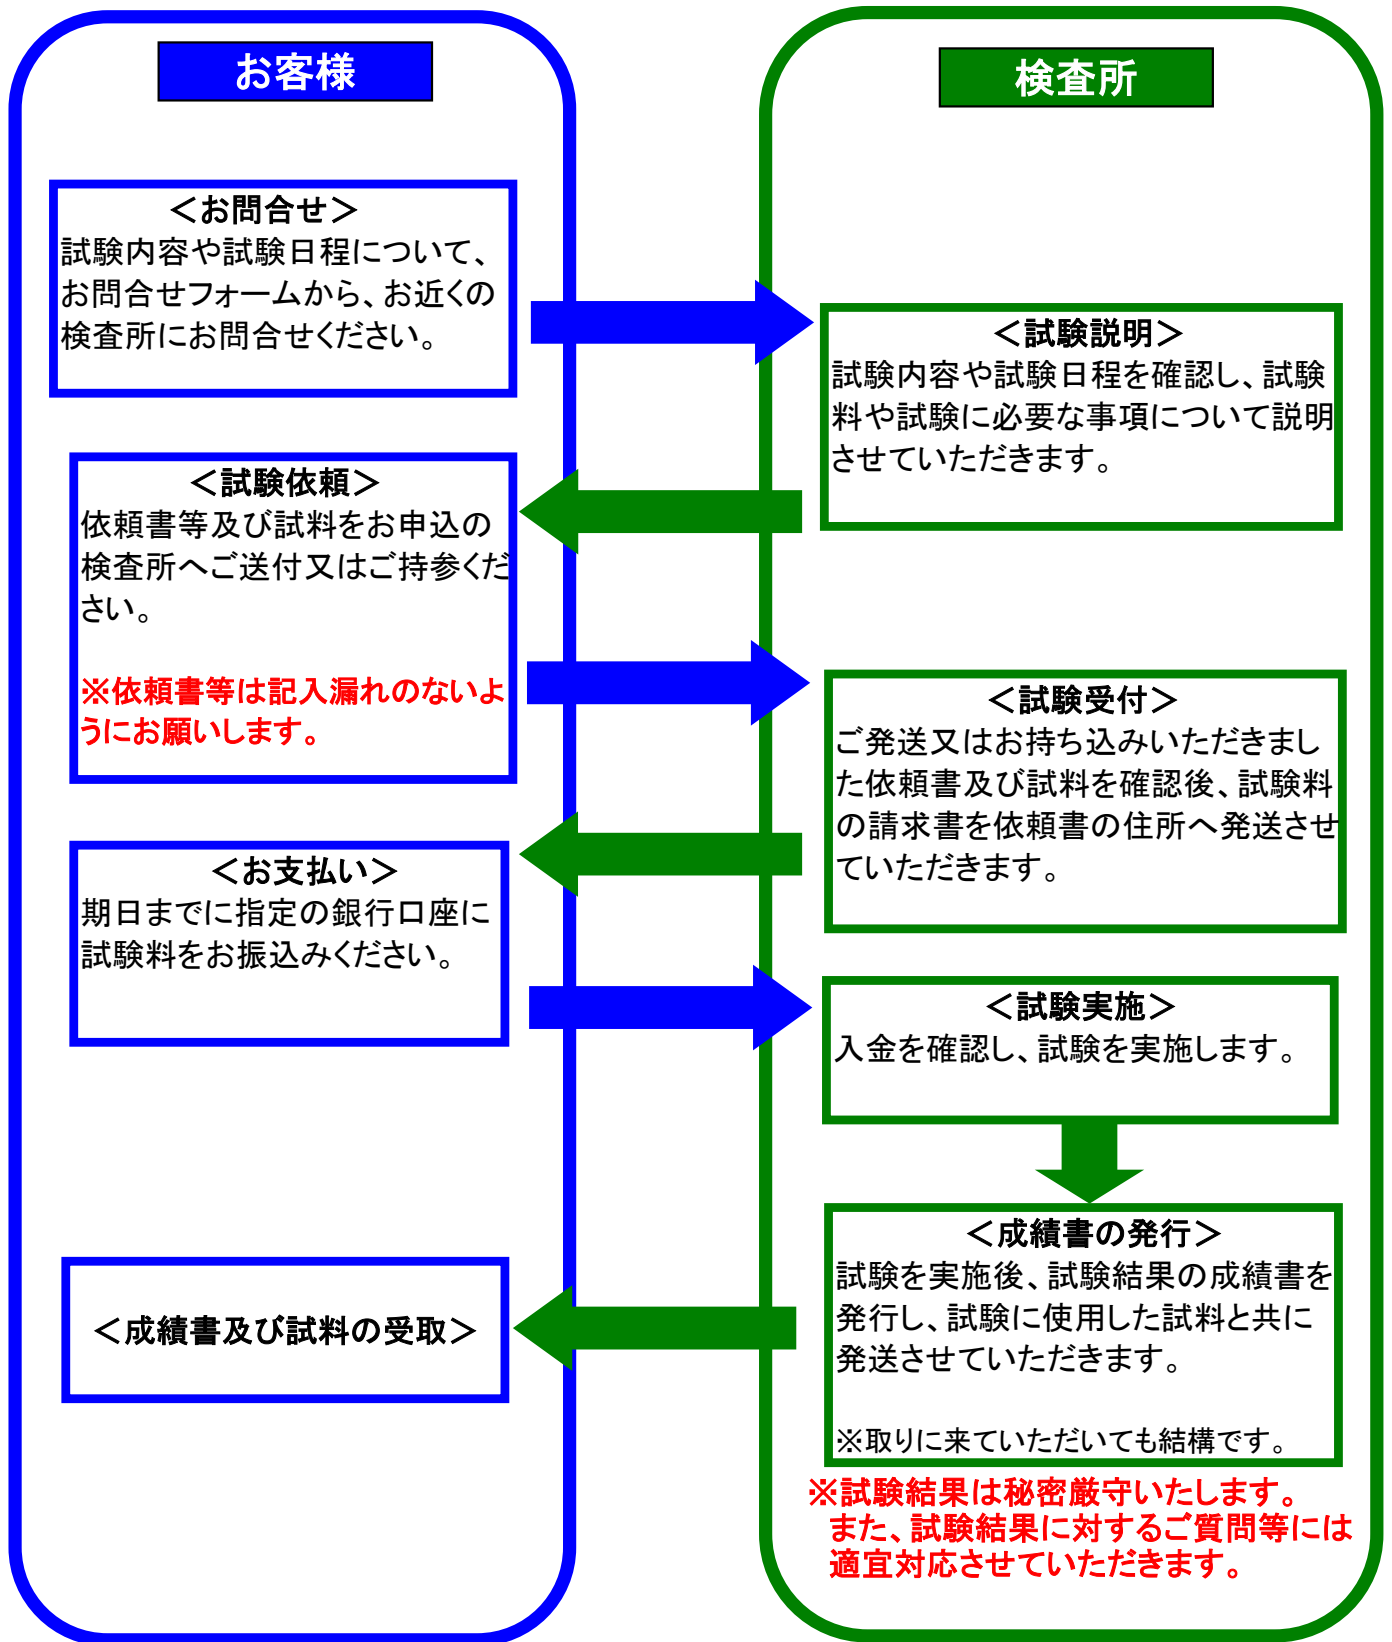 お客様
検査所
＜お問合せ＞
試験内容や試験日程について、
お問合せフォームから、お近くの
検査所にお問合せください。
＜試験説明＞
試験内容や試験日程を確認し、試験
料や試験に必要な事項について説明
させていただきます。
＜試験依頼＞
依頼書等及び試料をお申込の
検査所へご送付又はご持参くだ
さい。
※依頼書等は記入漏れのないよ
うにお願いします。
＜試験受付＞
ご発送又はお持ち込みいただきまし
た依頼書及び試料を確認後、試験料
の請求書を依頼書の住所へ発送させ
ていただきます。
＜お支払い＞
期日までに指定の銀行口座に
試験料をお振込みください。
＜試験実施＞
入金を確認し、試験を実施します。
＜成績書の発行＞
試験を実施後、試験結果の成績書を
発行し、試験に使用した試料と共に
発送させていただきます。
※取りに来ていただいても結構です。
＜成績書及び試料の受取＞
※試験結果は秘密厳守いたします。
また、試験結果に対するご質問等には
適宜対応させていただきます。